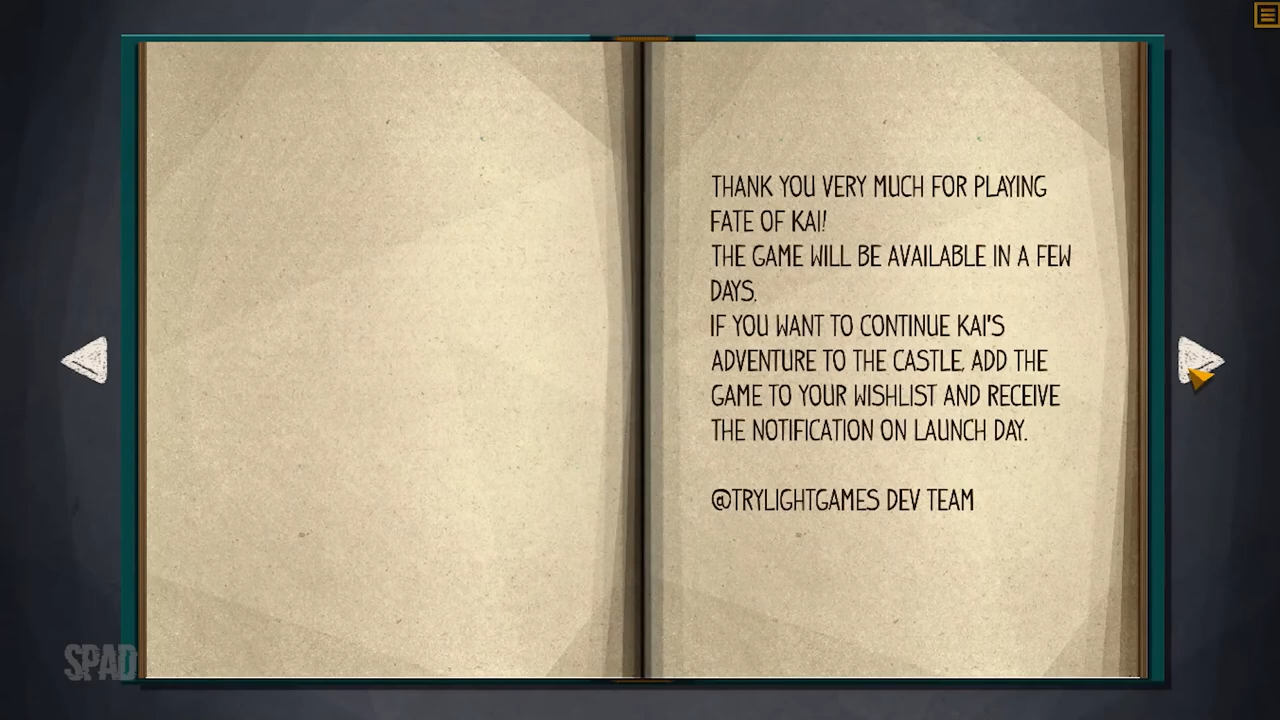 THANK YOU VERY MUCH FOR PLAYING
FATE OF KAI!
THE GAME WILL BE AVAILABLE IN A FEW
DAYS.
IF YOU WANT TO CONTINUE KAI'S
ADVENTURE TO THE CASTLE, ADD THE
GAME TO YOUR WISHLIST AND RECEIVE
THE NOTIFICATION ON LAUNCH DAY.
@TRYLIGHTGAMES DEV TEAM
SPAD